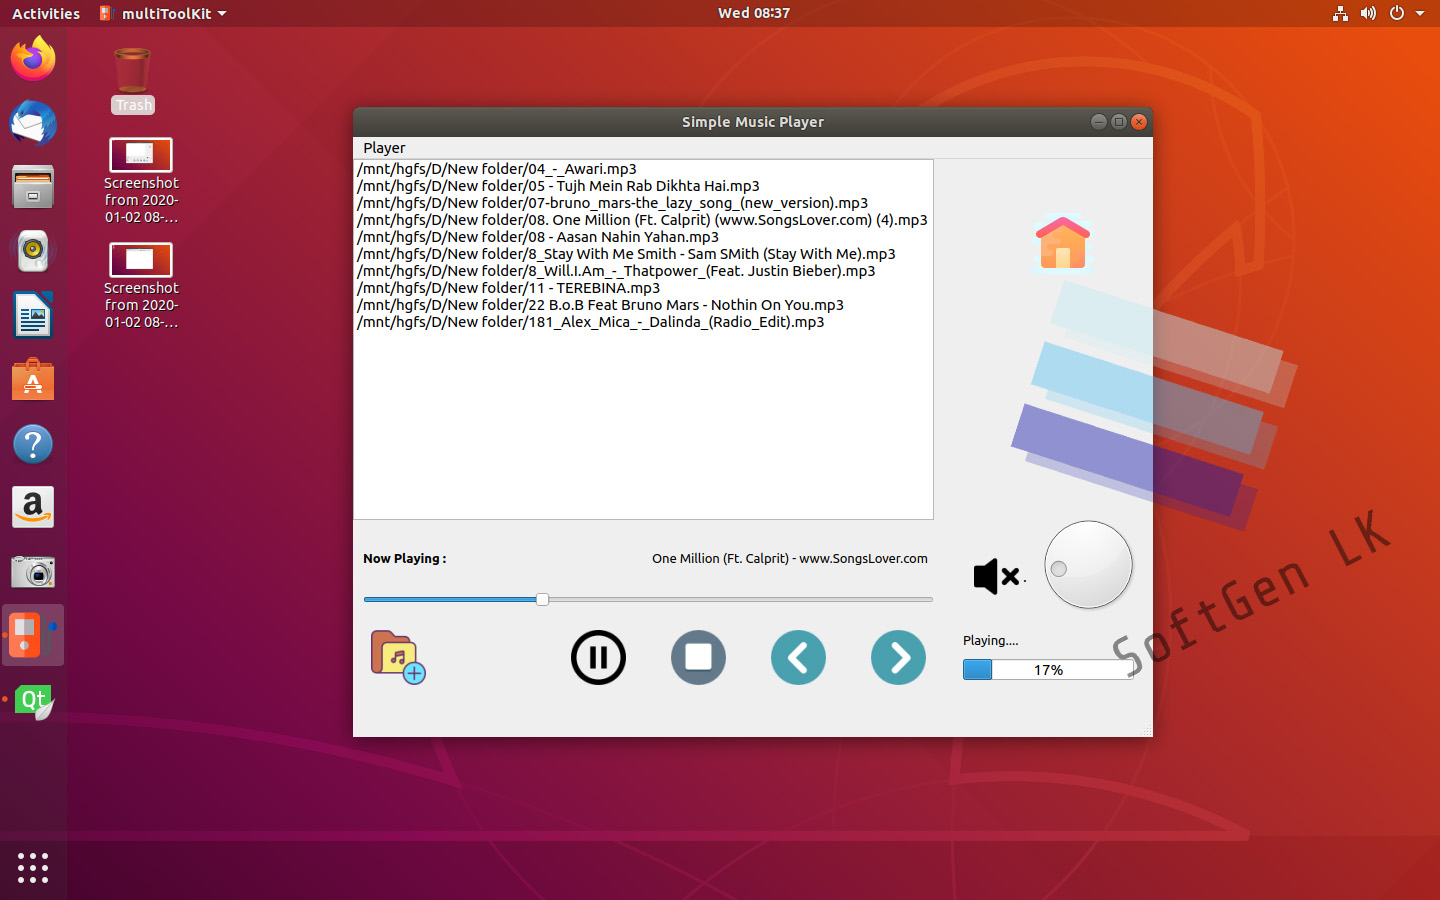 Activities
multiToolKit
Wed 08:37
Trash
Screenshot
from 2020-
01-02 08-...
Screenshot
from 2020-
01-02 08-...
Simple Music Player
Player
/mnt/hgfs/D/New folder/04_-_Awari.mp3
/mnt/hgfs/D/New folder/05 - Tujh Mein Rab Dikhta Hai.mp3
/mnt/hgfs/D/New folder/07-bruno_mars-the_lazy_song_(new_version).mp3
/mnt/hgfs/D/New folder/08. One Million (Ft. Calprit) (www.SongsLover.com) (4).mp3
/mnt/hgfs/D/New folder/08 - Aasan Nahin Yahan.mp3
/mnt/hgfs/D/New folder/8_Stay With Me Smith - Sam SMith (Stay With Me).mp3
/mnt/hgfs/D/New folder/8_Will.I.Am_-_Thatpower_(Feat. Justin Bieber).mp3
/mnt/hgfs/D/New folder/11 - TEREBINA.mp3
/mnt/hgfs/D/New folder/22 B.o.B Feat Bruno Mars - Nothin On You.mp3
/mnt/hgfs/D/New folder/181_Alex_Mica_-_Dalinda_(Radio_Edit).mp3
Now Playing :
One Million (Ft. Calprit) - www.SongsLover.com
.
Playing....
17%
SoftGen LK
a
Qt